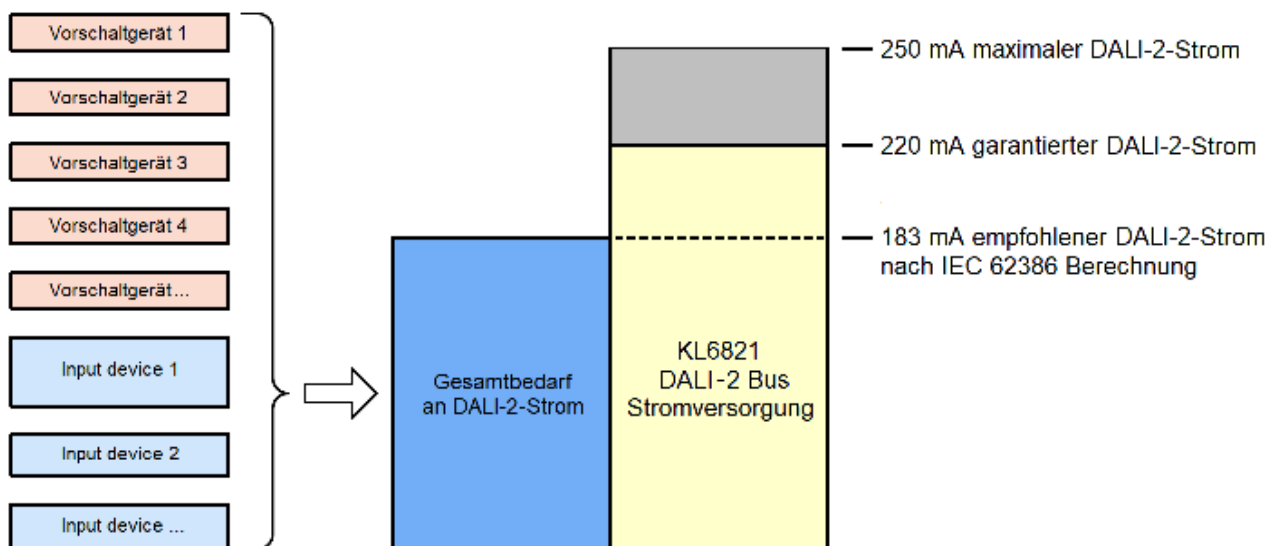 Vorschaltgerät 1
Vorschaltgerät 2
Vorschaltgerät 3
Vorschaltgerät 4
Vorschaltgerät...
Input device 1
Input device 2
Input device ...
Gesamtbedarf
an DALI-2-Strom
KL6821
DALI-2 Bus
Stromversorgung
250 mA maximaler DALI-2-Strom
220 mA garantierter DALI-2-Strom
183 mA empfohlener DALI-2-Strom
nach IEC 62386 Berechnung